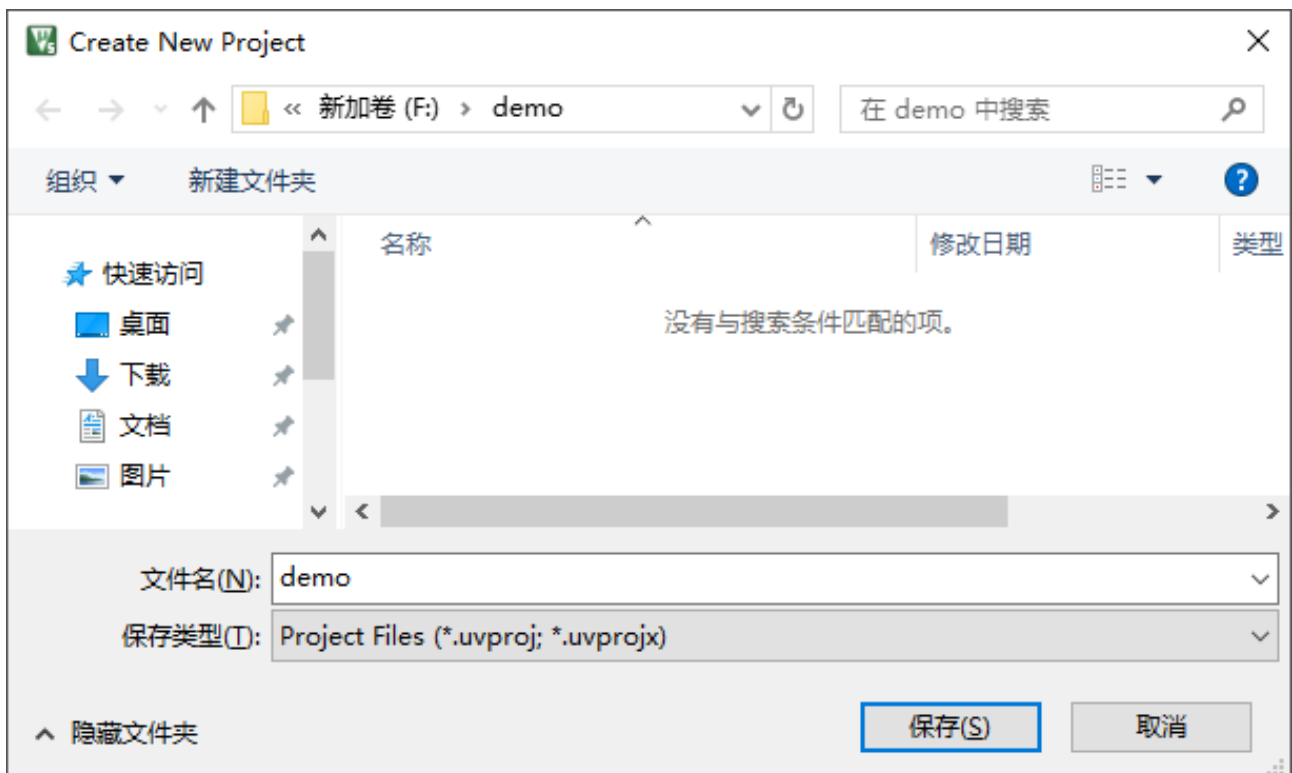 Create New Project
« 新加卷 (F:) › demo
在 demo 中搜索
组织
新建文件夹
名称
修改日期
类型
快速访问
没有与搜索条件匹配的项。
桌面
下载
文档
图片
文件名(N): demo
保存类型(T): Project Files (*.uvproj; *.uvprojx)
隐藏文件夹
保存(S)
取消